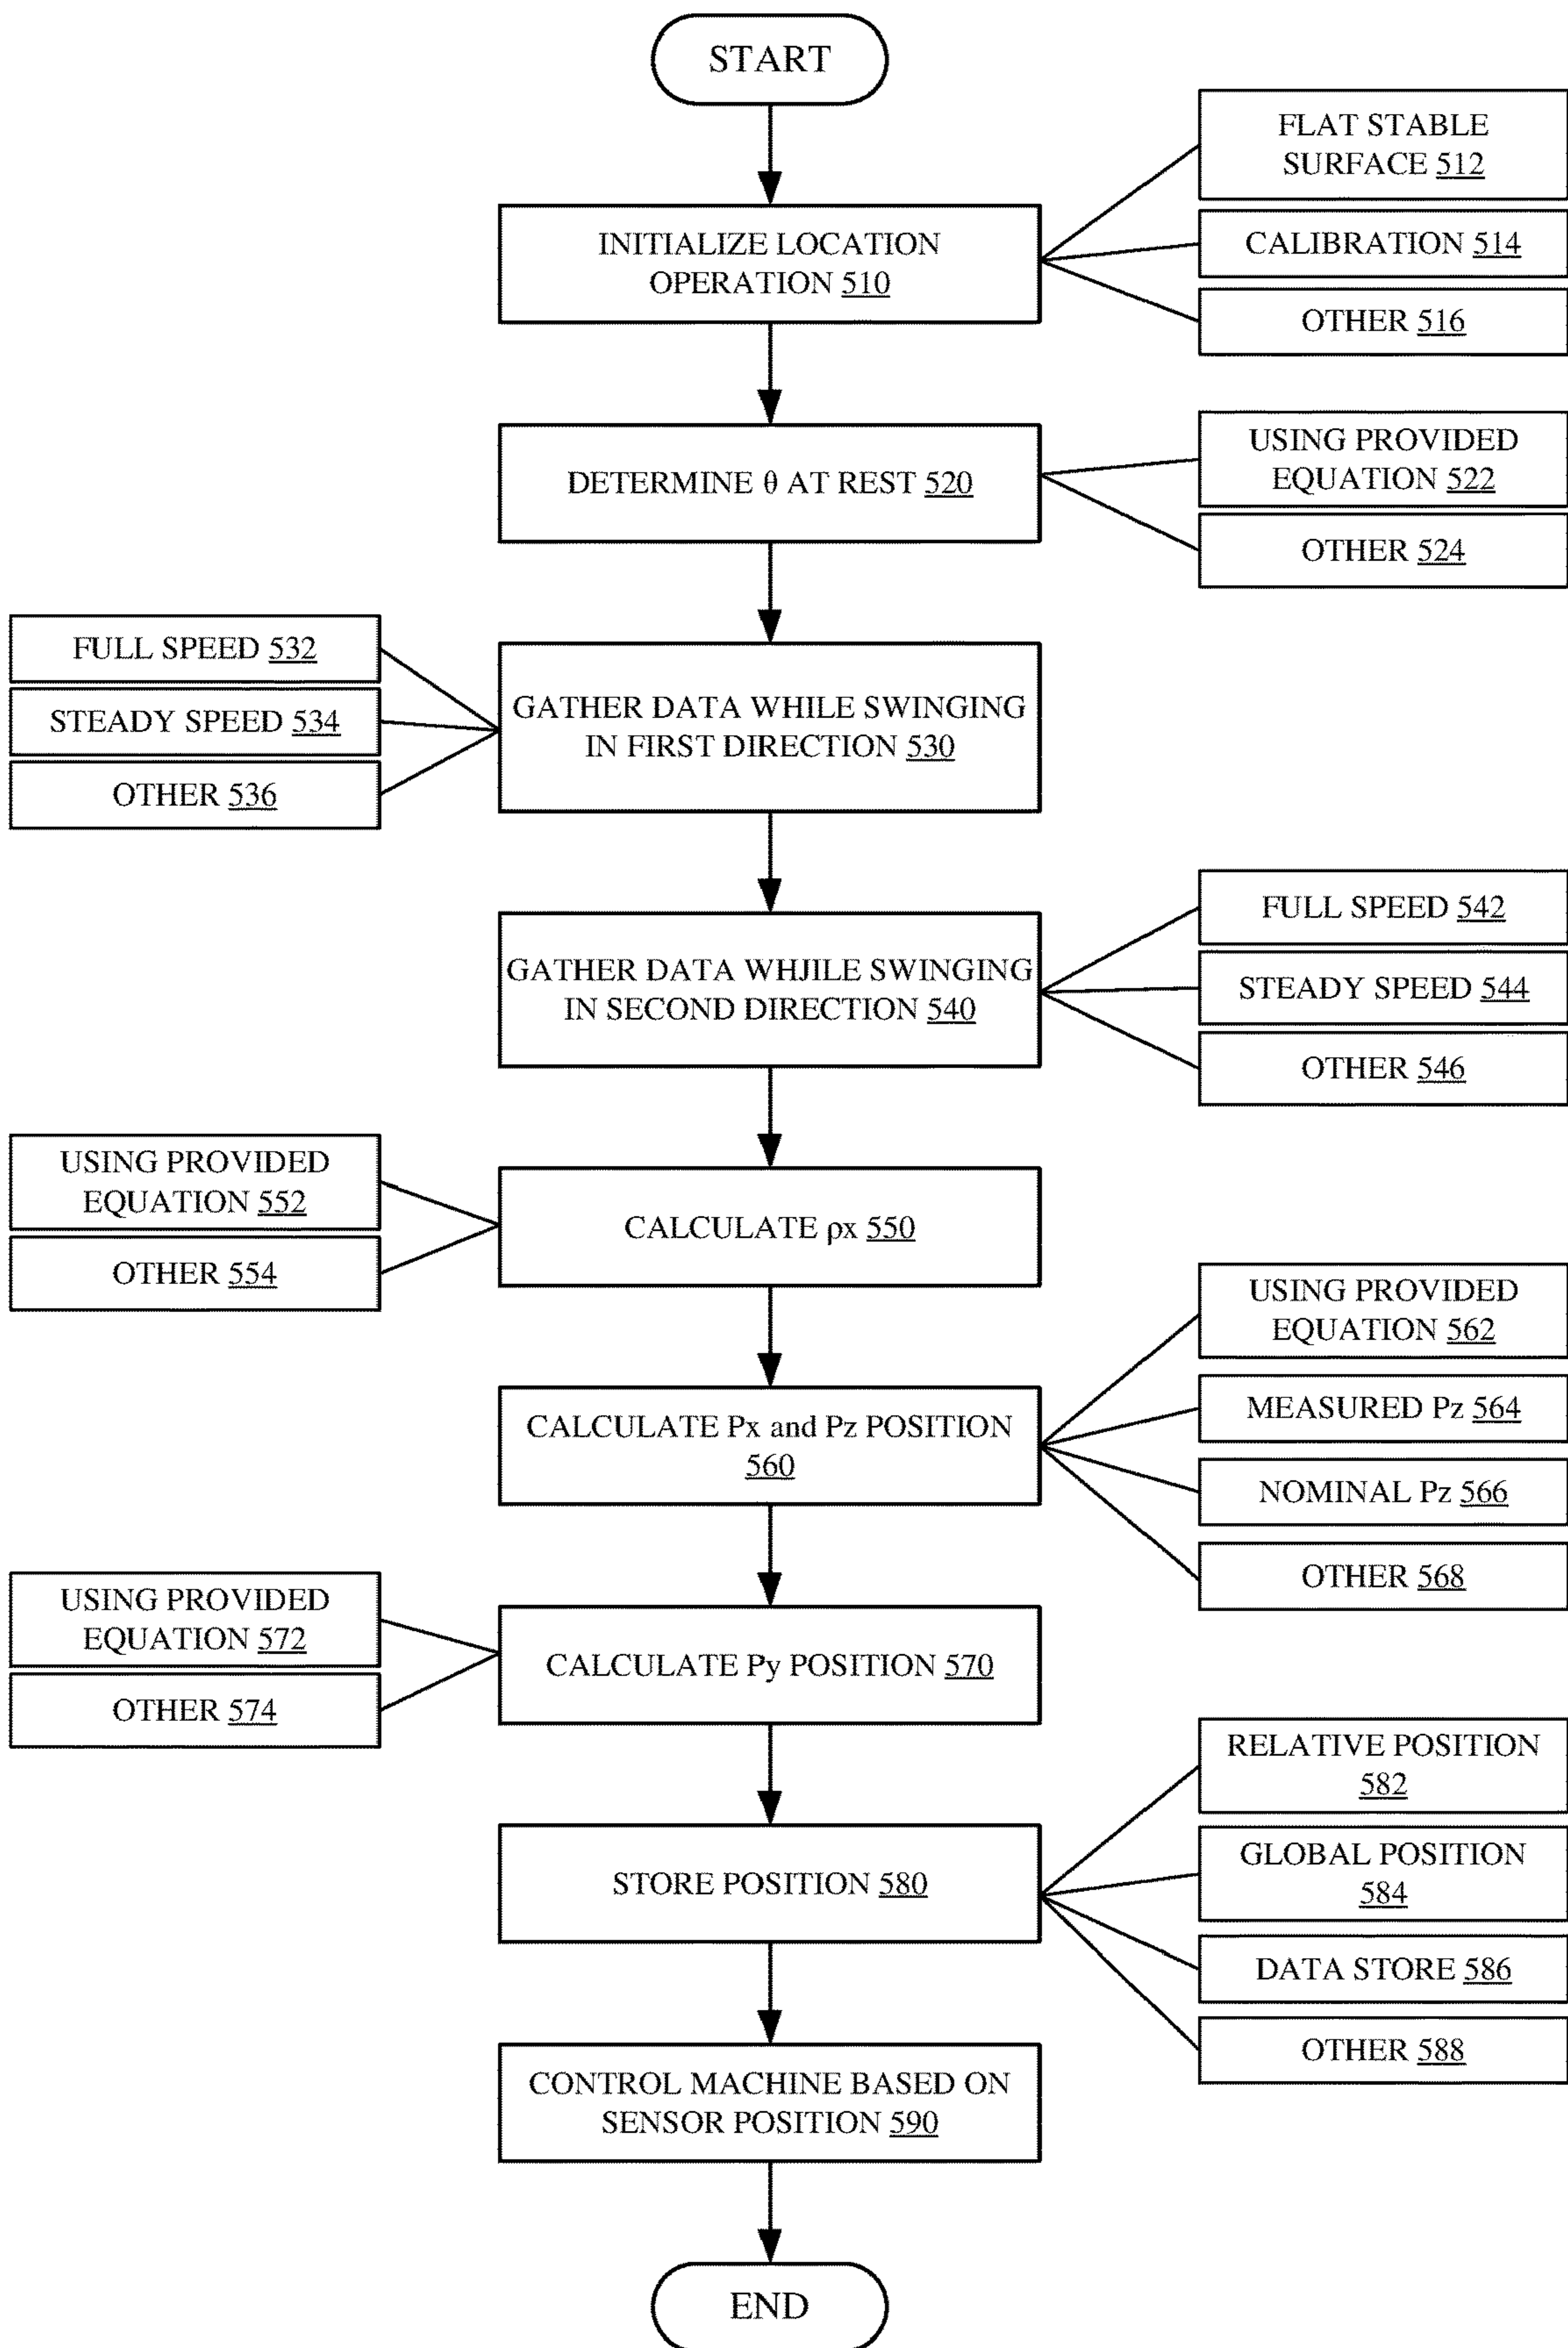 START
FLAT STABLE
SURFACE 512
INITIALIZE LOCATION
OPERATION 510
CALIBRATION 514
OTHER 516
DETERMINE θ AT REST 520
USING PROVIDED
EQUATION 522
OTHER 524
FULL SPEED 532
STEADY SPEED 534
OTHER 536
GATHER DATA WHILE SWINGING
IN FIRST DIRECTION 530
GATHER DATA WHJILE SWINGING
IN SECOND DIRECTION 540
FULL SPEED 542
STEADY SPEED 544
OTHER 546
USING PROVIDED
EQUATION 552
OTHER 554
CALCULATE ρx 550
CALCULATE Px and Pz POSITION
560
USING PROVIDED
EQUATION 562
MEASURED Pz 564
NOMINAL Pz 566
OTHER 568
USING PROVIDED
EQUATION 572
OTHER 574
CALCULATE Py POSITION 570
STORE POSITION 580
RELATIVE POSITION
582
GLOBAL POSITION
584
DATA STORE 586
OTHER 588
CONTROL MACHINE BASED ON
SENSOR POSITION 590
END